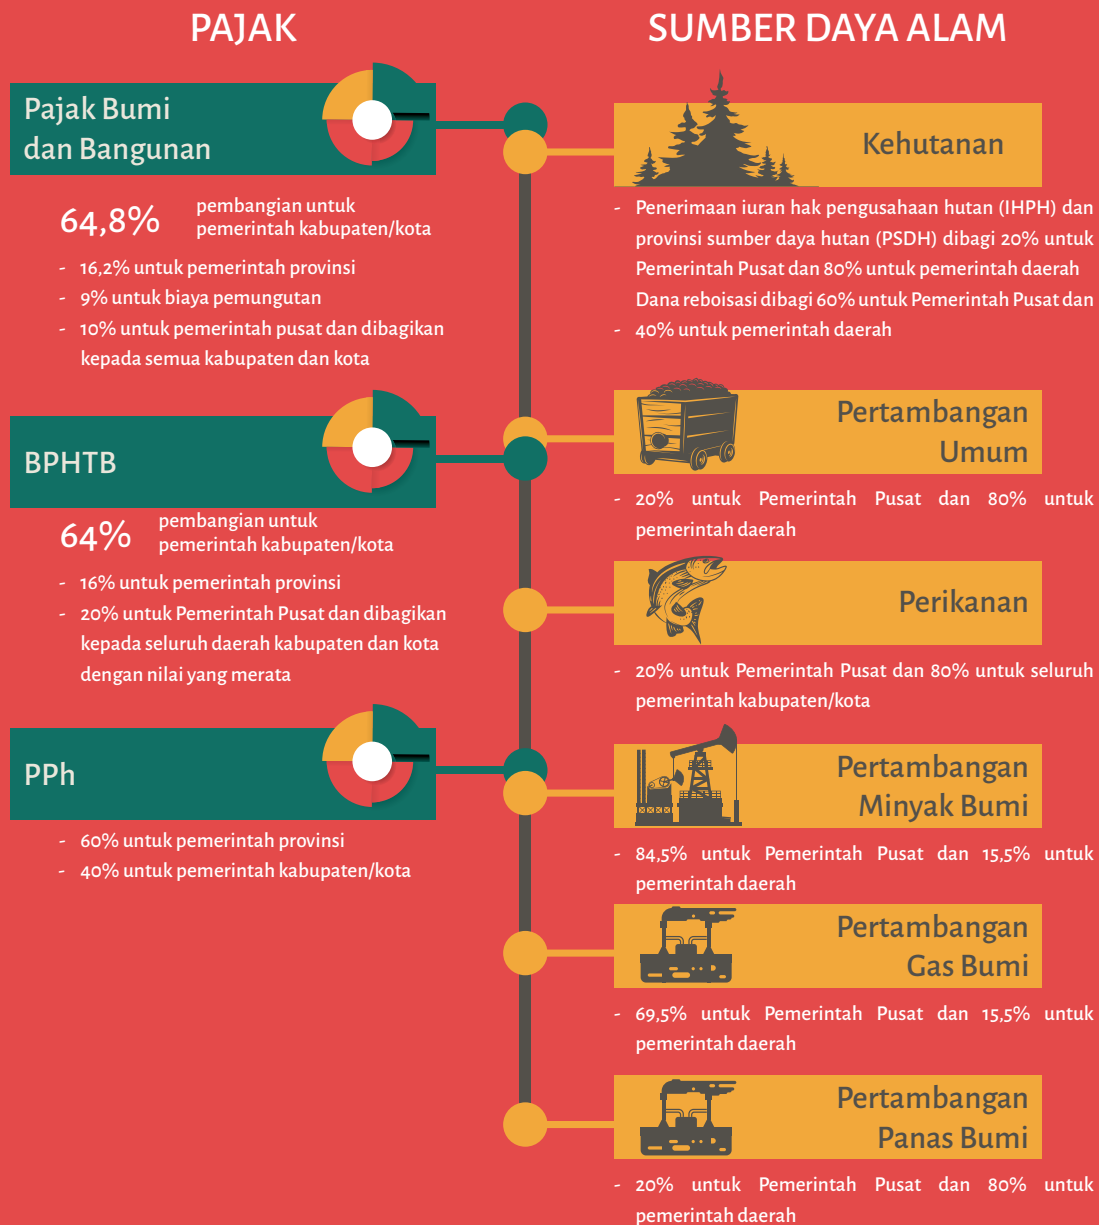 PAJAK
Pajak Bumi
dan Bangunan
64,8%
pembangian untuk
pemerintah kabupaten/kota
- 16,2% untuk pemerintah provinsi
- 9% untuk biaya pemungutan
- 10% untuk pemerintah pusat dan dibagikan
kepada semua kabupaten dan kota
BPHTB
64%
pembangian untuk
pemerintah kabupaten/kota
- 16% untuk pemerintah provinsi
- 20% untuk Pemerintah Pusat dan dibagikan
kepada seluruh daerah kabupaten dan kota
dengan nilai yang merata
PPh
- 60% untuk pemerintah provinsi
- 40% untuk pemerintah kabupaten/kota
SUMBER DAYA ALAM
Kehutanan
- Penerimaan iuran hak pengusahaan hutan (IHPH) dan
provinsi sumber daya hutan (PSDH) dibagi 20% untuk
Pemerintah Pusat dan 80% untuk pemerintah daerah
Dana reboisasi dibagi 60% untuk Pemerintah Pusat dan
- 40% untuk pemerintah daerah
Pertambangan
Umum
- 20% untuk Pemerintah Pusat dan 80% untuk
pemerintah daerah
Perikanan
- 20% untuk Pemerintah Pusat dan 80% untuk seluruh
pemerintah kabupaten/kota
Pertambangan
Minyak Bumi
- 84,5% untuk Pemerintah Pusat dan 15,5% untuk
pemerintah daerah
Pertambangan
Gas Bumi
- 69,5% untuk Pemerintah Pusat dan 15,5% untuk
pemerintah daerah
Pertambangan
Panas Bumi
- 20% untuk Pemerintah Pusat dan 80% untuk
pemerintah daerah